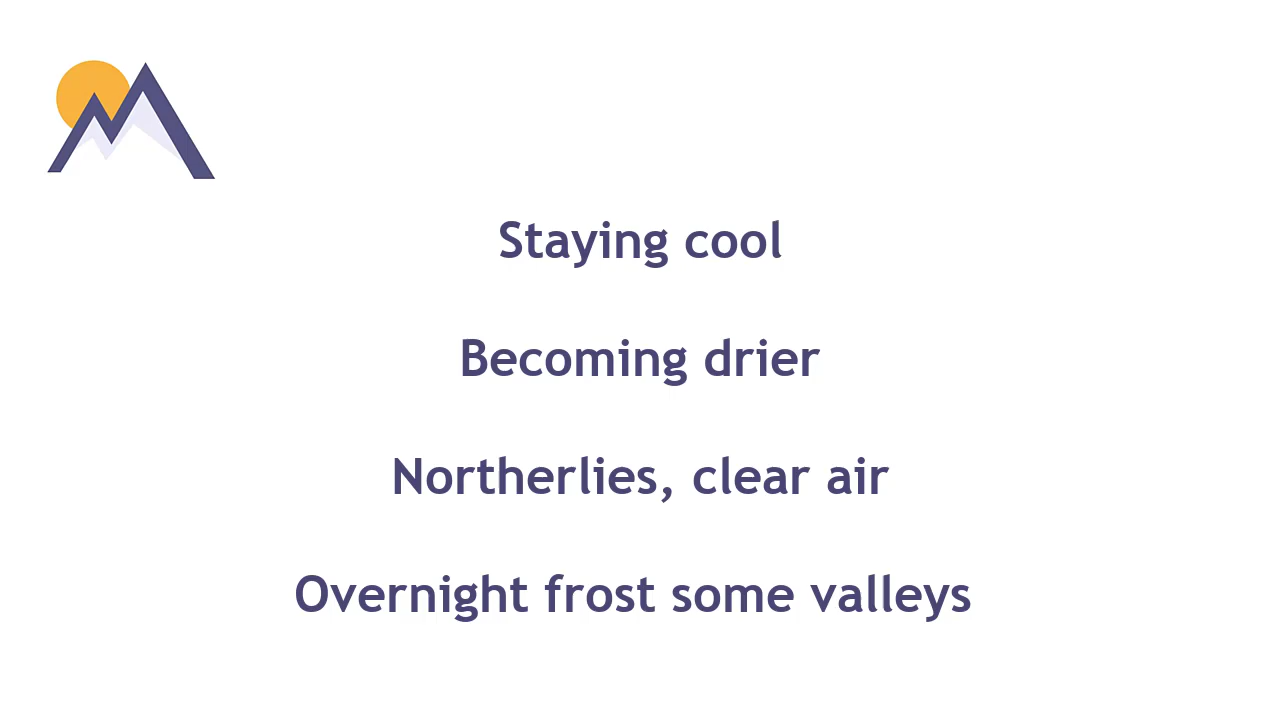 Staying cool
Becoming drier
Northerlies, clear air
Overnight frost some valleys